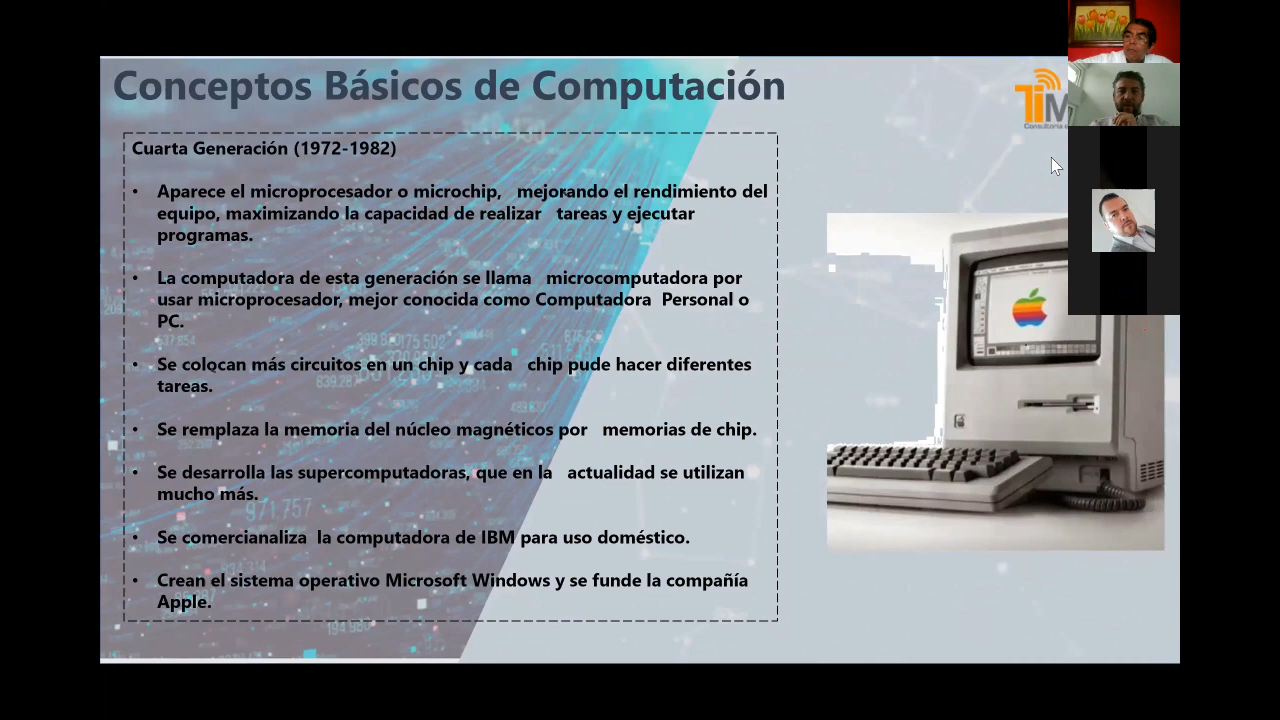 Conceptos Básicos de Computación
TiM
Consultoría
Cuarta Generación (1972-1982)
• Aparece el microprocesador o microchip, mejorando el rendimiento del
equipo, maximizando la capacidad de realizar tareas y ejecutar
programas.
• La computadora de esta generación se llama microcomputadora por
usar microprocesador, mejor conocida como Computadora Personal o
PC.
• Se colocan más circuitos en un chip y cada chip pude hacer diferentes
tareas.
• Se remplaza la memoria del núcleo magnéticos por memorias de chip.
• Se desarrolla las supercomputadoras, que en la actualidad se utilizan
mucho más.
• Se comercianaliza la computadora de IBM para uso doméstico.
• Crean el sistema operativo Microsoft Windows y se funde la compañía
Apple.
971.757